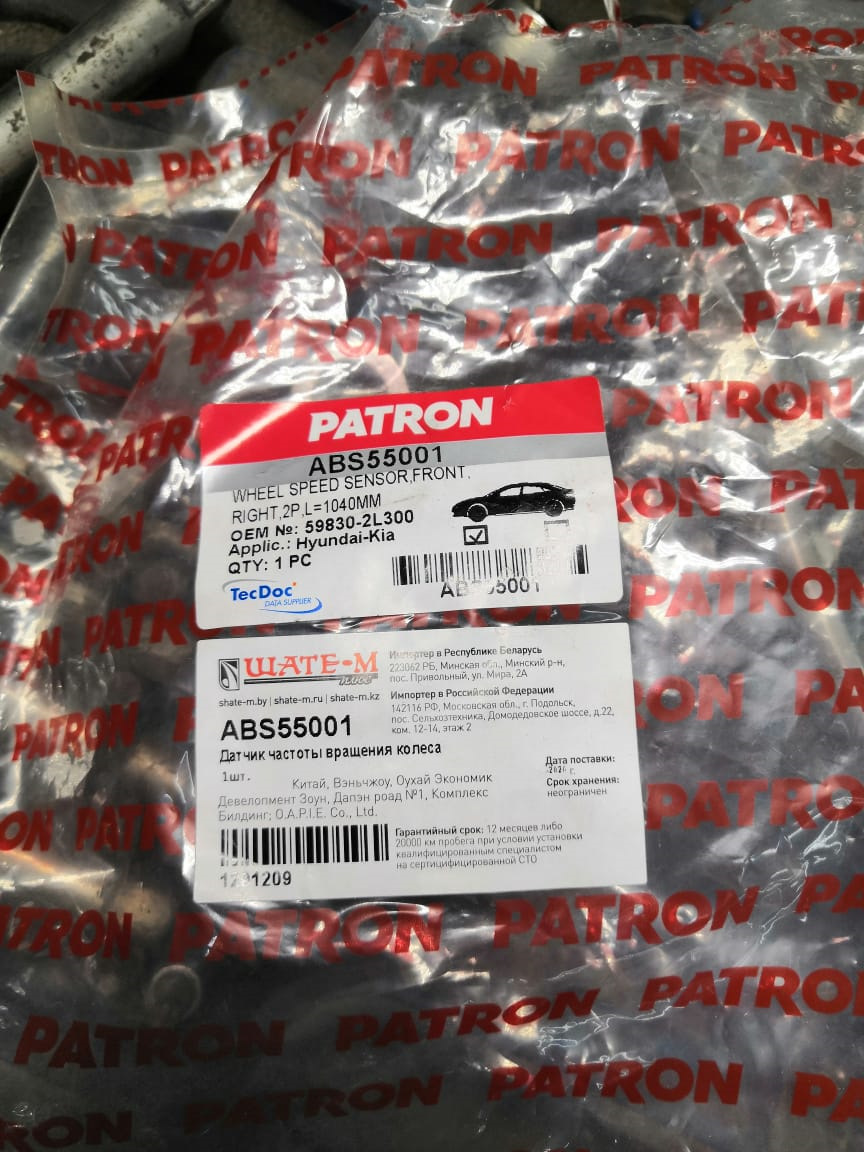 PATRON
ABS55001
WHEEL SPEED SENSOR,FRONT,
RIGHT,2P,L=1040MM
OEM №: 59830-2L300
Applic.: Hyundai-Kia
QTY: 1 PC
TecDoc
DATA SUPPLIER
ШАТЕ-М
плюс
shate-m.by | shate-m.ru | shate-m.kz
Импортер в Республике Беларусь
223062 РБ, Минская обл., Минский р-н,
пос. Привольный, ул. Мира, 2А
Импортер в Российской Федерации
142116 РФ, Московская обл., г. Подольск,
пос. Сельхозтехника, Домодедовское шоссе, д.22,
ком. 12-14, этаж 2
ABS55001
Датчик частоты вращения колеса
1шт.
Китай, Вэньчжоу, Оухай Экономик
Девелопмент Зоун, Дапэн роад №1, Комплекс
Билдинг; O.A.P.I.E. Co., Ltd.
Дата поставки:
Срок хранения:
неограничен
Гарантийный срок: 12 месяцев либо
20000 км пробега при условии установки
квалифицированным специалистом
на сертифицированной СТО